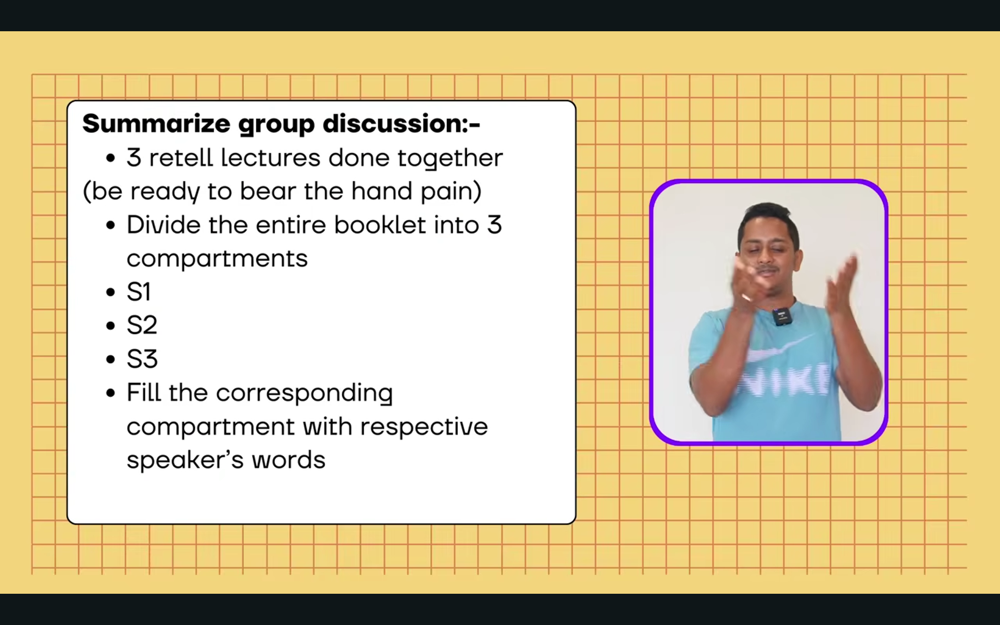 Summarize group discussion:-
• 3 retell lectures done together
(be ready to bear the hand pain)
• Divide the entire booklet into 3
compartments
• S1
• S2
• S3
• Fill the corresponding
compartment with respective
speaker’s words
NIKE